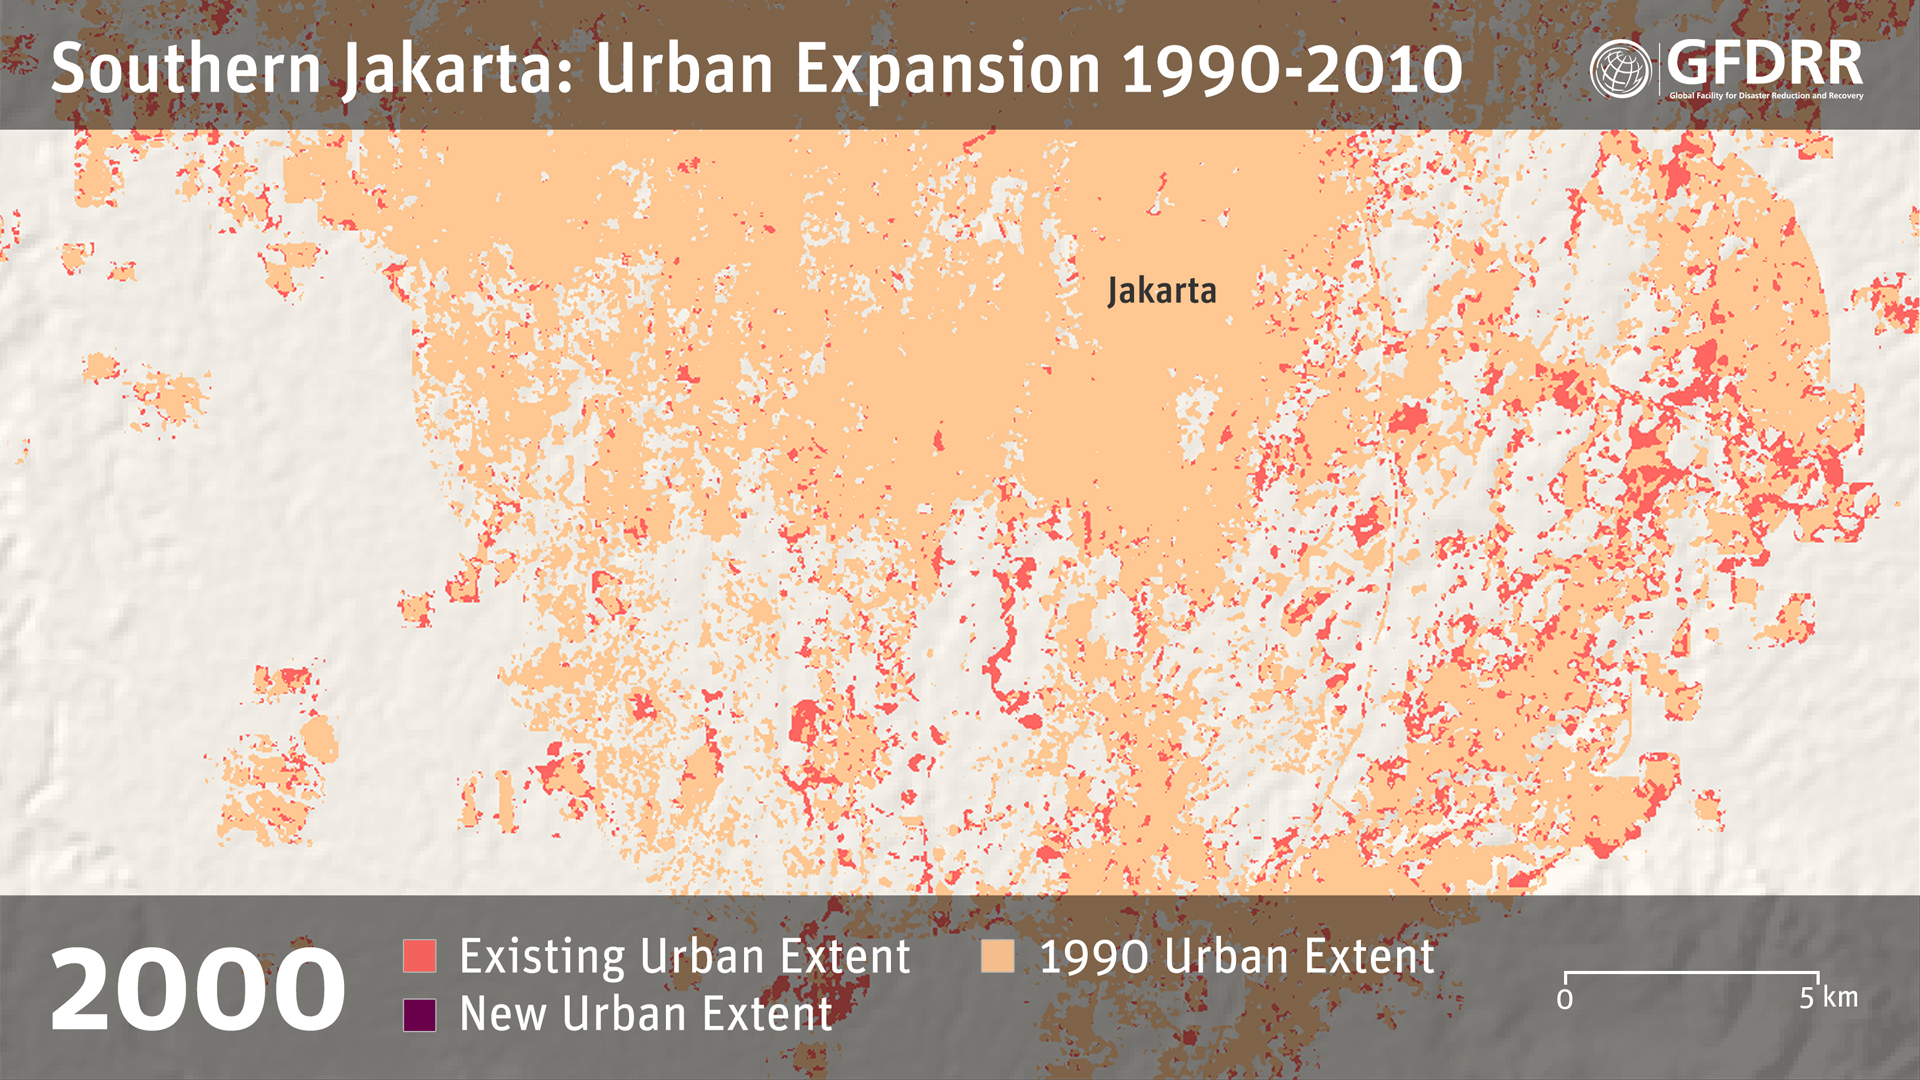 Southern Jakarta: Urban Expansion 1990-2010
GFDRR
Global Facility for Disaster Reduction and Recovery
Jakarta
2000
Existing Urban Extent
1990 Urban Extent
New Urban Extent
0
5 km